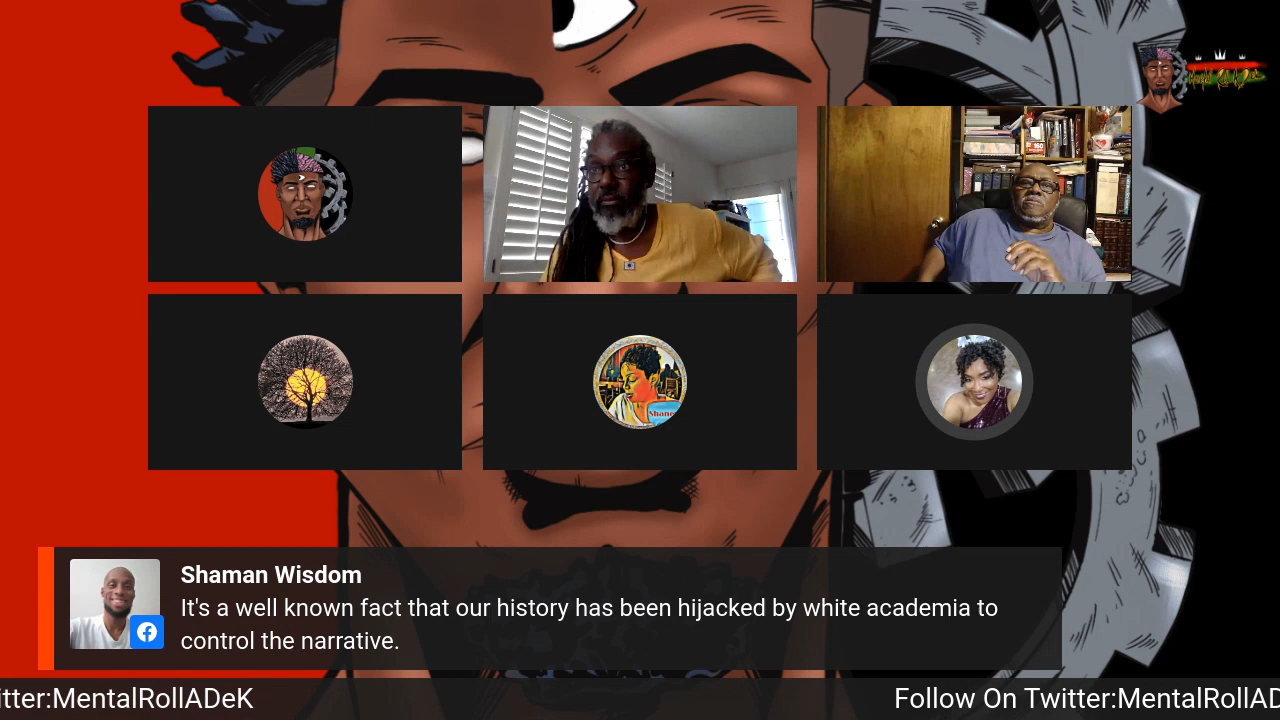 Shane
Shaman Wisdom
It's a well known fact that our history has been hijacked by white academia to
control the narrative.
itter:MentalRollADeK
Follow On Twitter:MentalRollAD